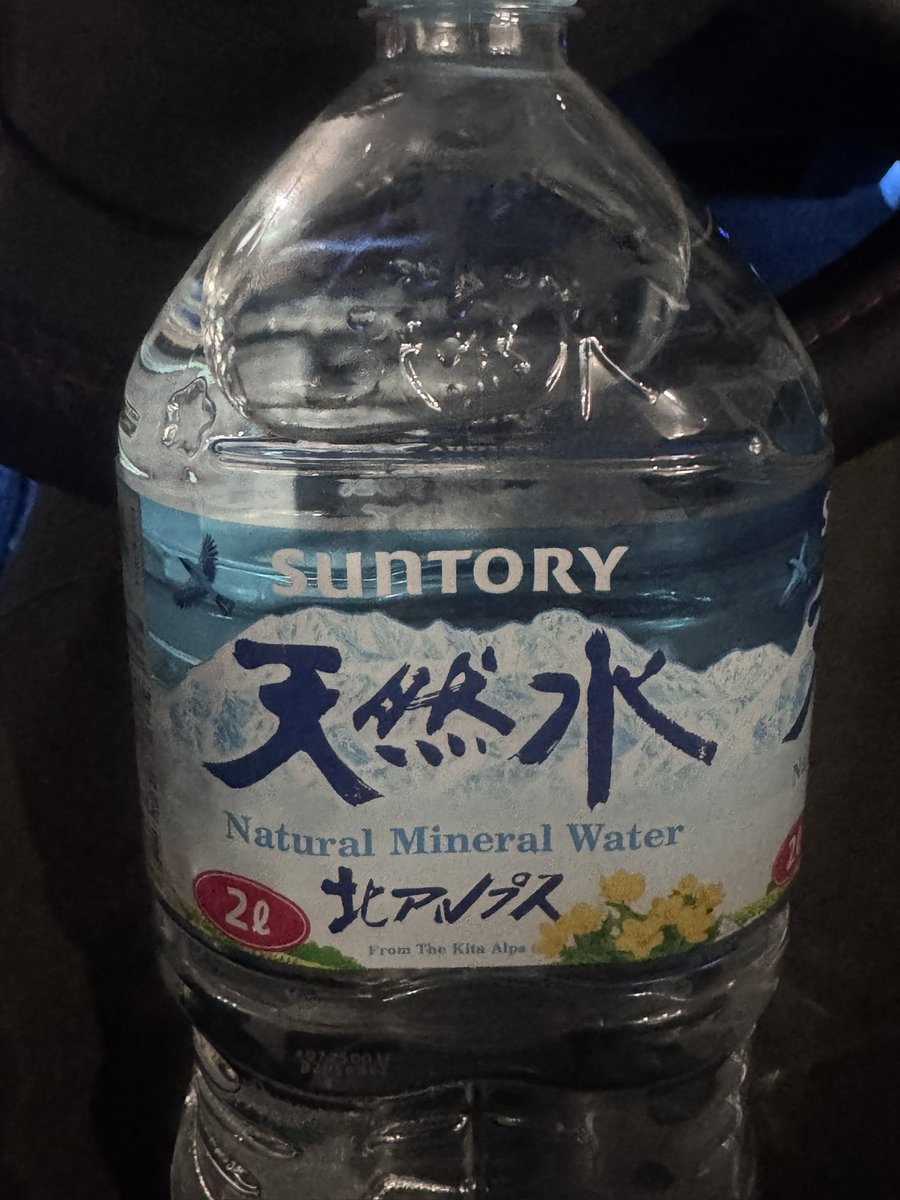 SUNTORY
天然水
Natural Mineral Water
2ℓ
北アルプス
From The Kita Alps